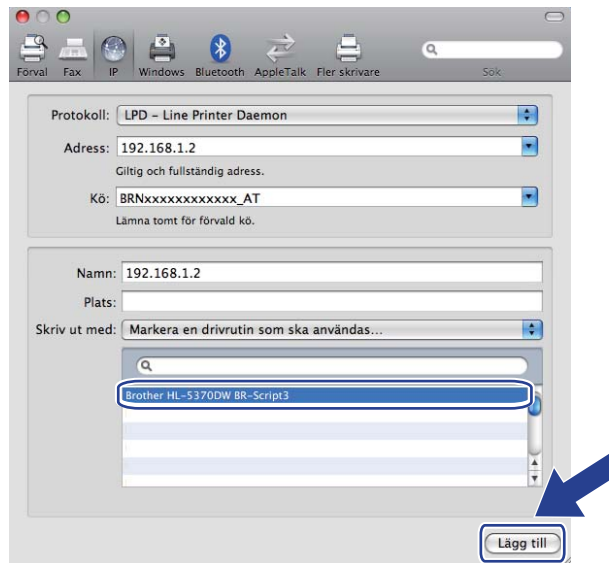 Förval Fax IP Windows Bluetooth AppleTalk Fler skrivare Sök
Protokoll: LPD – Line Printer Daemon
Adress: 192.168.1.2
Giltig och fullständig adress.
Kö: BRNxxxxxxxxxxxx_AT
Lämna tomt för förvald kö.
Namn: 192.168.1.2
Plats:
Skriv ut med: Markera en drivrutin som ska användas...
Brother HL-5370DW BR-Script3
Lägg till